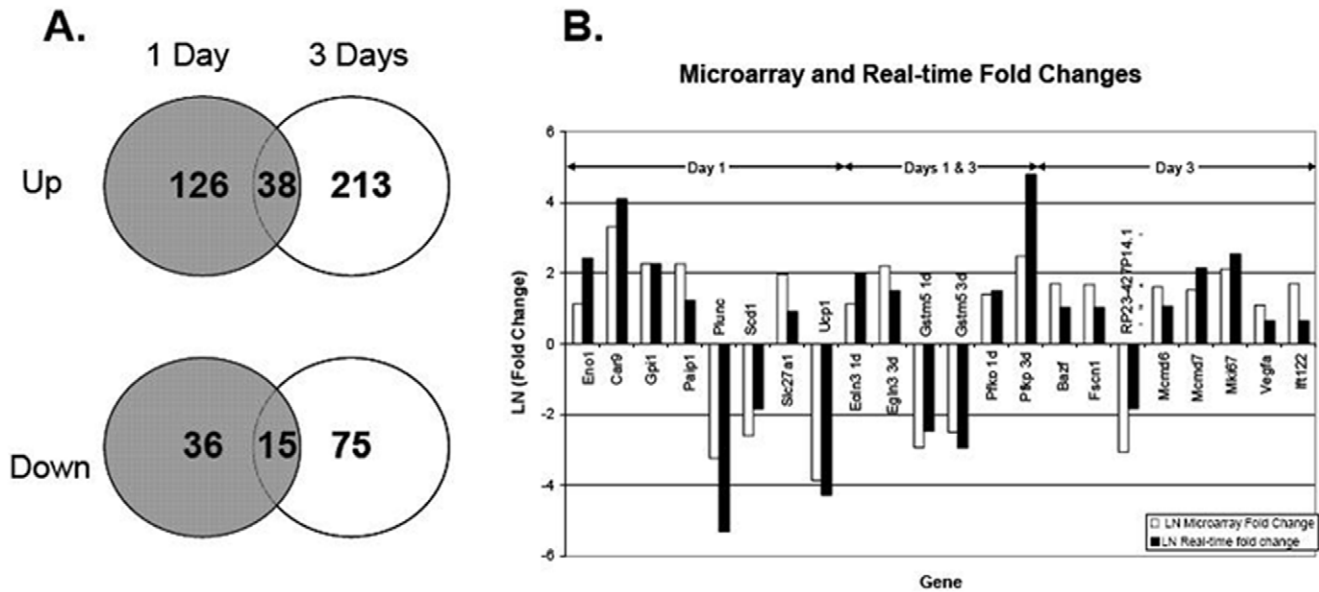 A.
1 Day 3 Days
Up
126 38 213
Down
36 15 75
B.
Microarray and Real-time Fold Changes
LN (Fold Change)
6
4
2
0
-2
-4
-6
Day 1 Days 1 & 3 Day 3
Eno1
Car9
Gpi1
Paip1
Plunc
Scd1
Slc27a1
Ucp1
Egln3 1d
Egln3 3d
Gstm5 1d
Gstm5 3d
Pfkp 1d
Pfkp 3d
Bazf
Fscn1
RP23-427P14.1
Mcmd6
Mcmd7
Mki67
Vegfa
Ift122
LN Microarray Fold Change
LN Real-time fold change
Gene